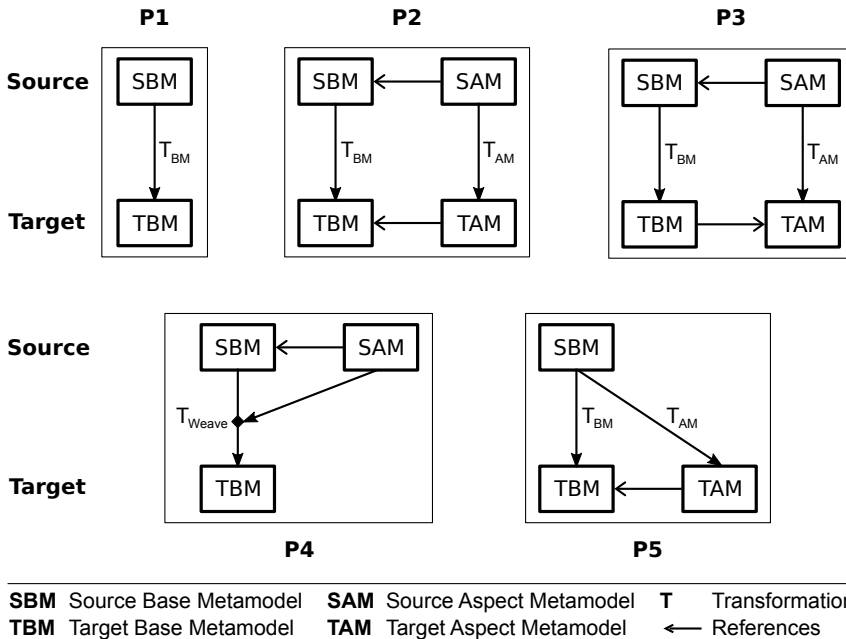 P1 P2 P3
Source SBM SBM SAM SBM SAM
T_BM T_BM T_AM T_BM T_AM
Target TBM TBM TAM TBM TAM
Source SBM SAM SBM
T_Weave T_BM T_AM
Target TBM TBM TAM
P4 P5
SBM Source Base Metamodel SAM Source Aspect Metamodel T Transformation
TBM Target Base Metamodel TAM Target Aspect Metamodel References